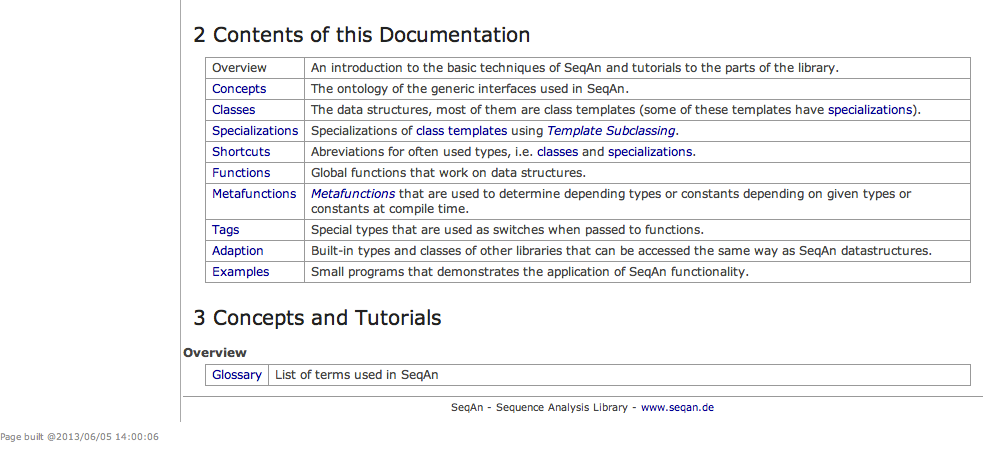 2 Contents of this Documentation
Overview An introduction to the basic techniques of SeqAn and tutorials to the parts of the library.
Concepts The ontology of the generic interfaces used in SeqAn.
Classes The data structures, most of them are class templates (some of these templates have specializations).
Specializations Specializations of class templates using Template Subclassing.
Shortcuts Abreviations for often used types, i.e. classes and specializations.
Functions Global functions that work on data structures.
Metafunctions Metafunctions that are used to determine depending types or constants depending on given types or
constants at compile time.
Tags Special types that are used as switches when passed to functions.
Adaption Built-in types and classes of other libraries that can be accessed the same way as SeqAn datastructures.
Examples Small programs that demonstrates the application of SeqAn functionality.
3 Concepts and Tutorials
Overview
Glossary List of terms used in SeqAn
SeqAn - Sequence Analysis Library - www.seqan.de
Page built @2013/06/05 14:00:06